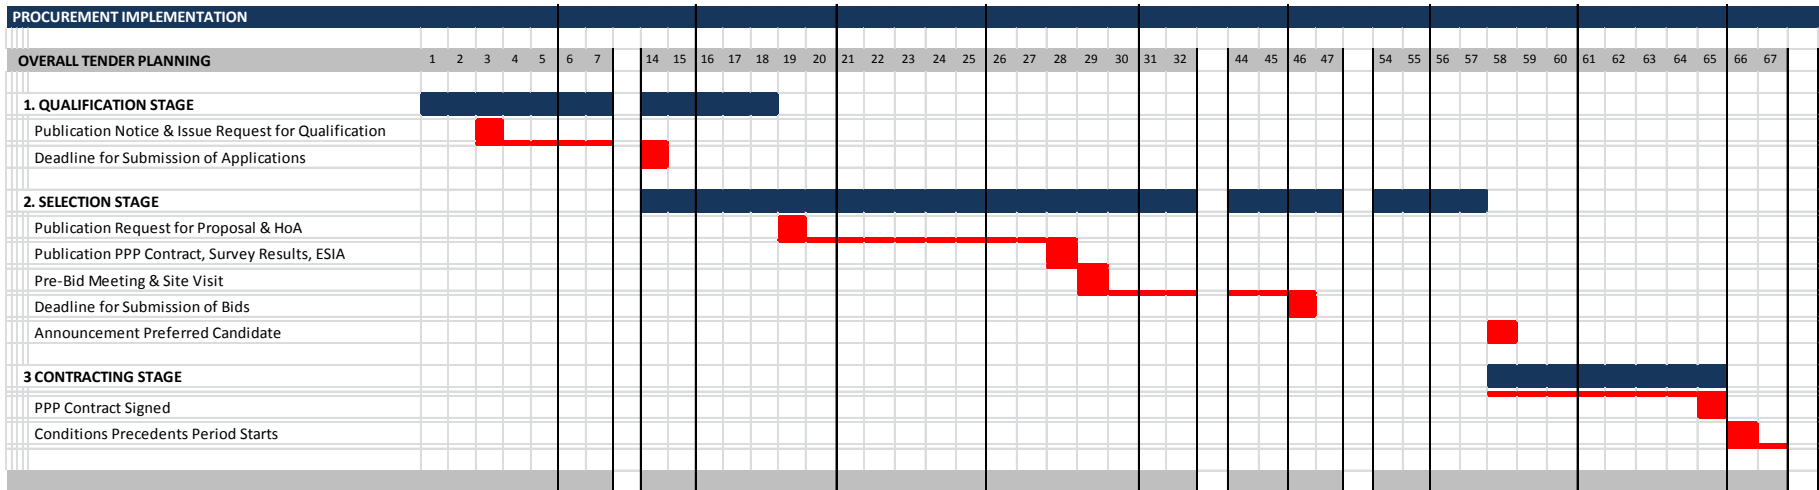 PROCUREMENT IMPLEMENTATION
OVERALL TENDER PLANNING 1 2 3 4 5 6 7 14 15 16 17 18 19 20 21 22 23 24 25 26 27 28 29 30 31 32 44 45 46 47 54 55 56 57 58 59 60 61 62 63 64 65 66 67
1. QUALIFICATION STAGE
Publication Notice & Issue Request for Qualification
Deadline for Submission of Applications
2. SELECTION STAGE
Publication Request for Proposal & HoA
Publication PPP Contract, Survey Results, ESIA
Pre-Bid Meeting & Site Visit
Deadline for Submission of Bids
Announcement Preferred Candidate
3 CONTRACTING STAGE
PPP Contract Signed
Conditions Precedents Period Starts